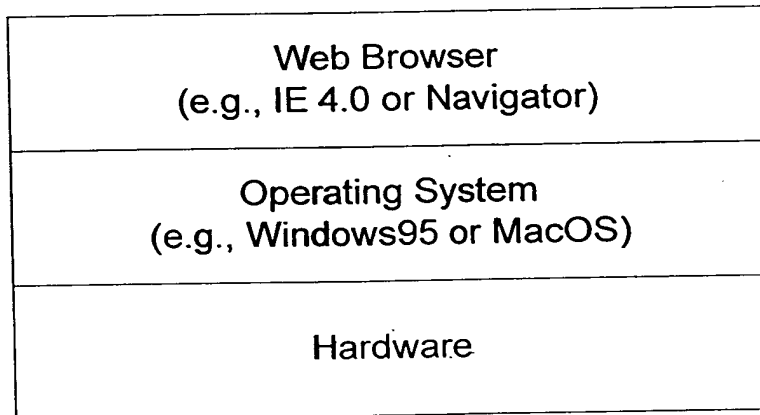 Web Browser
(e.g., IE 4.0 or Navigator)
Operating System
(e.g., Windows95 or MacOS)
Hardware